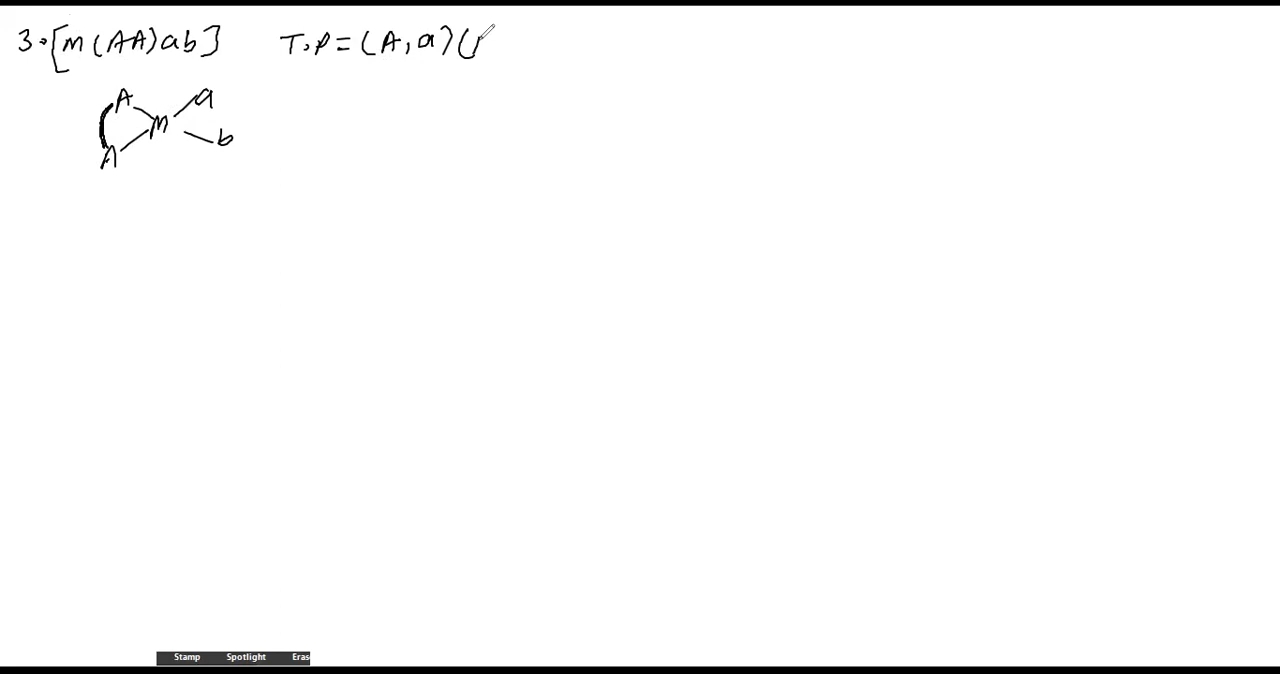 3.[M(AA)ab] T.P=(A,a)(
A a
M
A b
Stamp Spotlight Eras